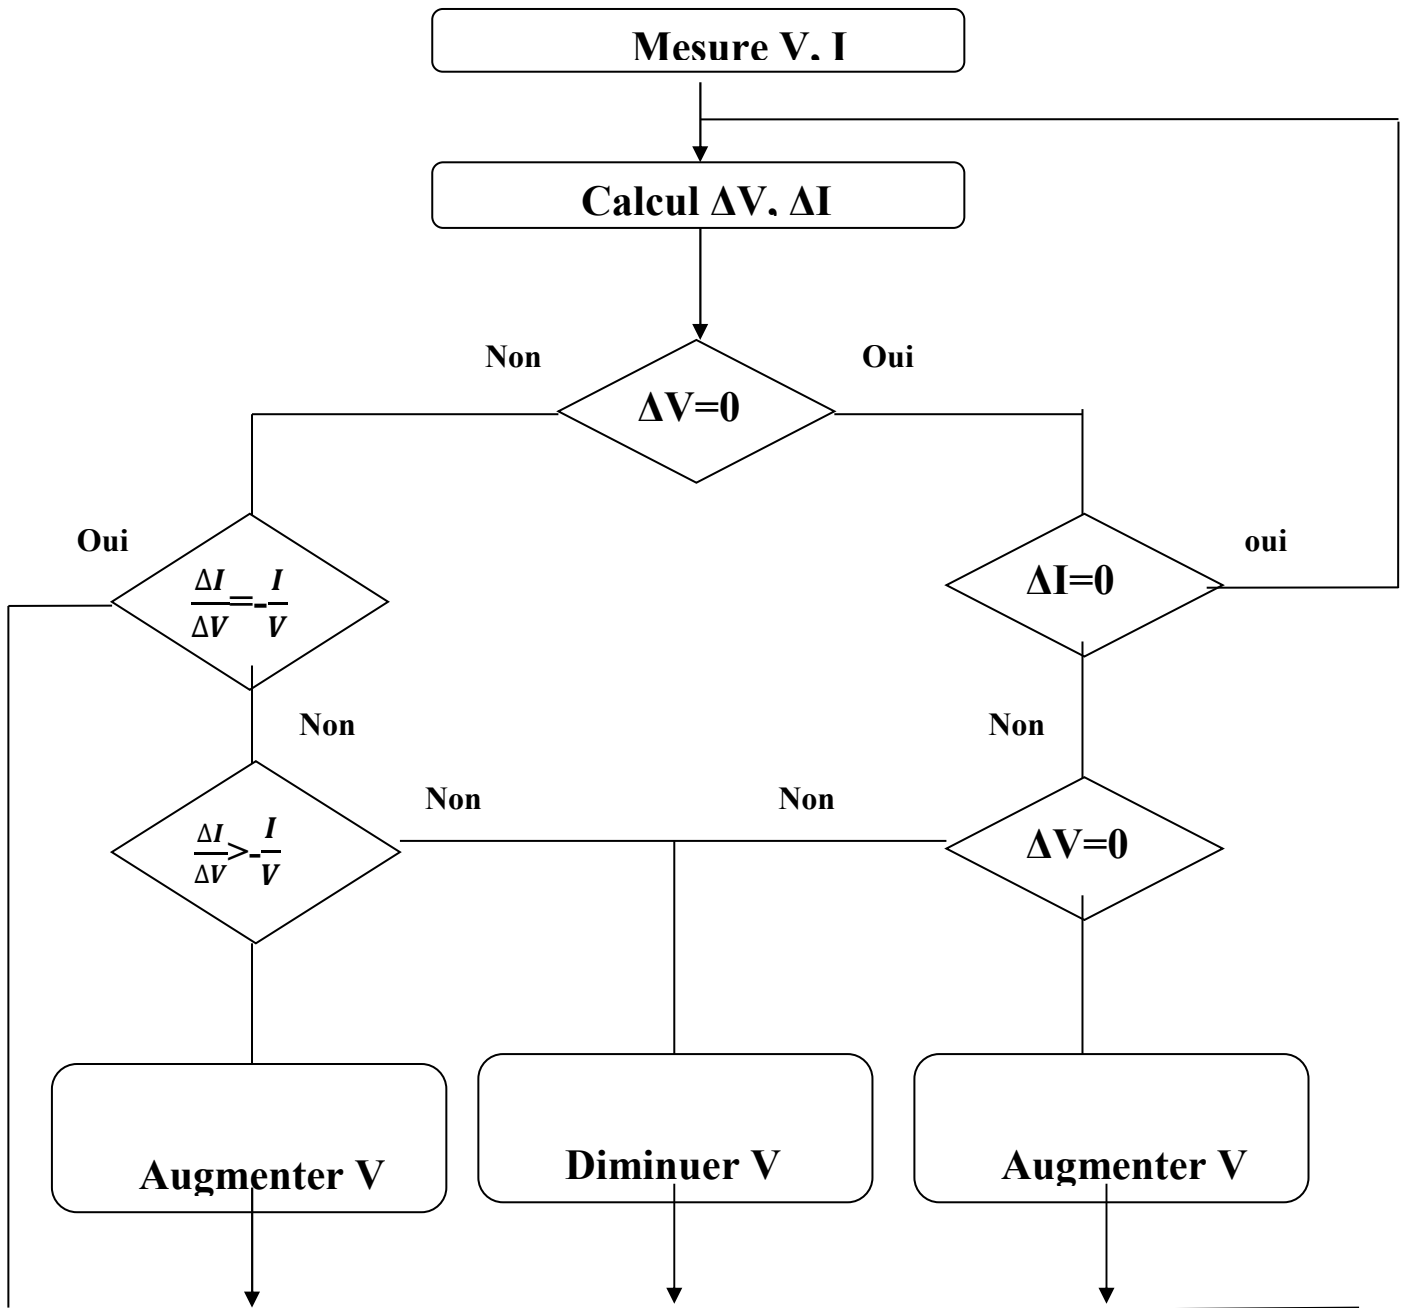 Mesure V, I
Calcul ΔV, ΔI
Non
Oui
ΔV=0
Oui
oui
ΔI/ΔV=-I/V
ΔI=0
Non
Non
Non
Non
ΔI/ΔV>-I/V
ΔV=0
Augmenter V
Diminuer V
Augmenter V